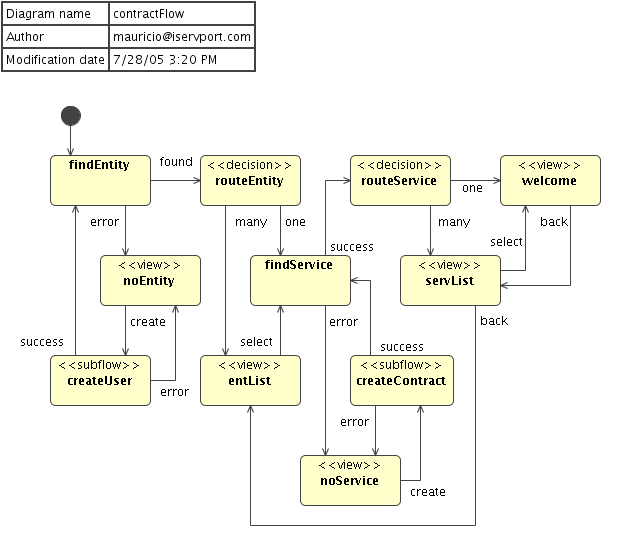 Diagram name contractFlow
Author mauricio@iservport.com
Modification date 7/28/05 3:20 PM
findEntity
found
<<decision>>
routeEntity
<<decision>>
routeService
one
<<view>>
welcome
error
many
one
success
many
select
back
<<view>>
noEntity
findService
<<view>>
servList
create
success
select
error
success
back
<<subflow>>
createUser
error
<<view>>
entList
<<subflow>>
createContract
error
<<view>>
noService
create